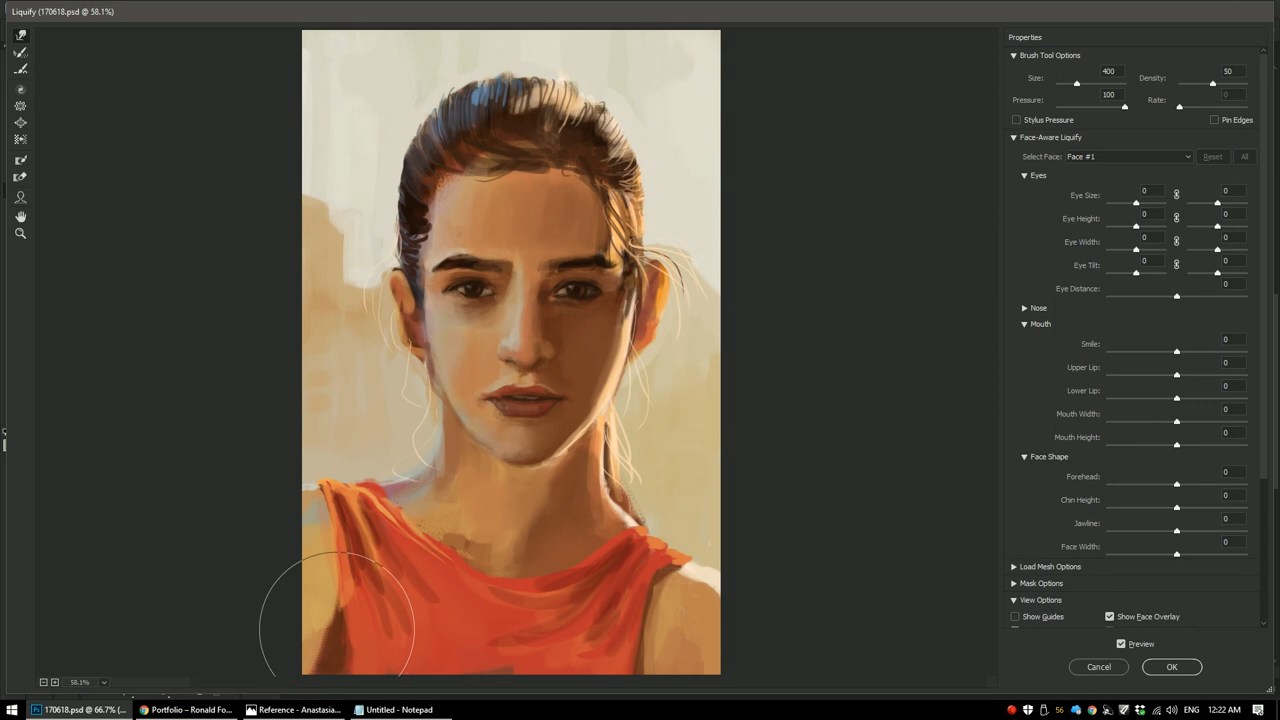 Liquify (170618.psd @ 58.1%)
Properties
Brush Tool Options
Size: 400 Density: 50
Pressure: 100 Rate: 0
Stylus Pressure Pin Edges
Face-Aware Liquify
Select Face: Face #1 Reset All
Eyes
Eye Size: 0 0
Eye Height: 0 0
Eye Width: 0 0
Eye Tilt: 0 0
Eye Distance: 0
Nose
Mouth
Smile: 0
Upper Lip: 0
Lower Lip: 0
Mouth Width: 0
Mouth Height: 0
Face Shape
Forehead: 0
Chin Height: 0
Jawline: 0
Face Width: 0
Load Mesh Options
Mask Options
View Options
Show Guides Show Face Overlay
Preview
Cancel OK
58.1%
Ps 170618.psd @ 66.7% (... Portfolio – Ronald Fo... Reference - Anastasia... Untitled - Notepad 56 ENG 12:22 AM